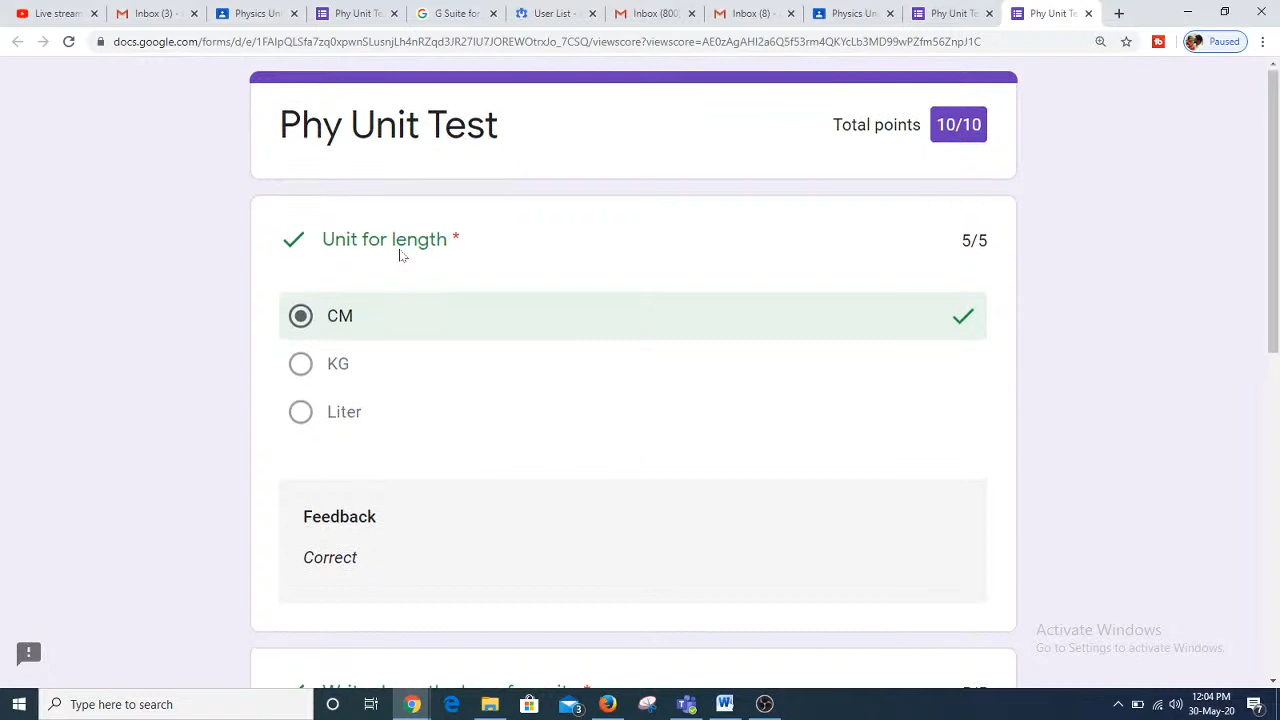 Live stream
Inbox (3) -
Physics Un
Phy Unit Te
G Suite for
User List -
Inbox (800)
Inbox (8) -
Physics Un
Phy Unit Te
Phy Unit Te
Paused
Phy Unit Test
Total points
10/10
Unit for length *
5/5
CM
KG
Liter
Feedback
Correct
Activate Windows
Go to Settings to activate Windows.
Type here to search
3
12:04 PM
30-May-20
7